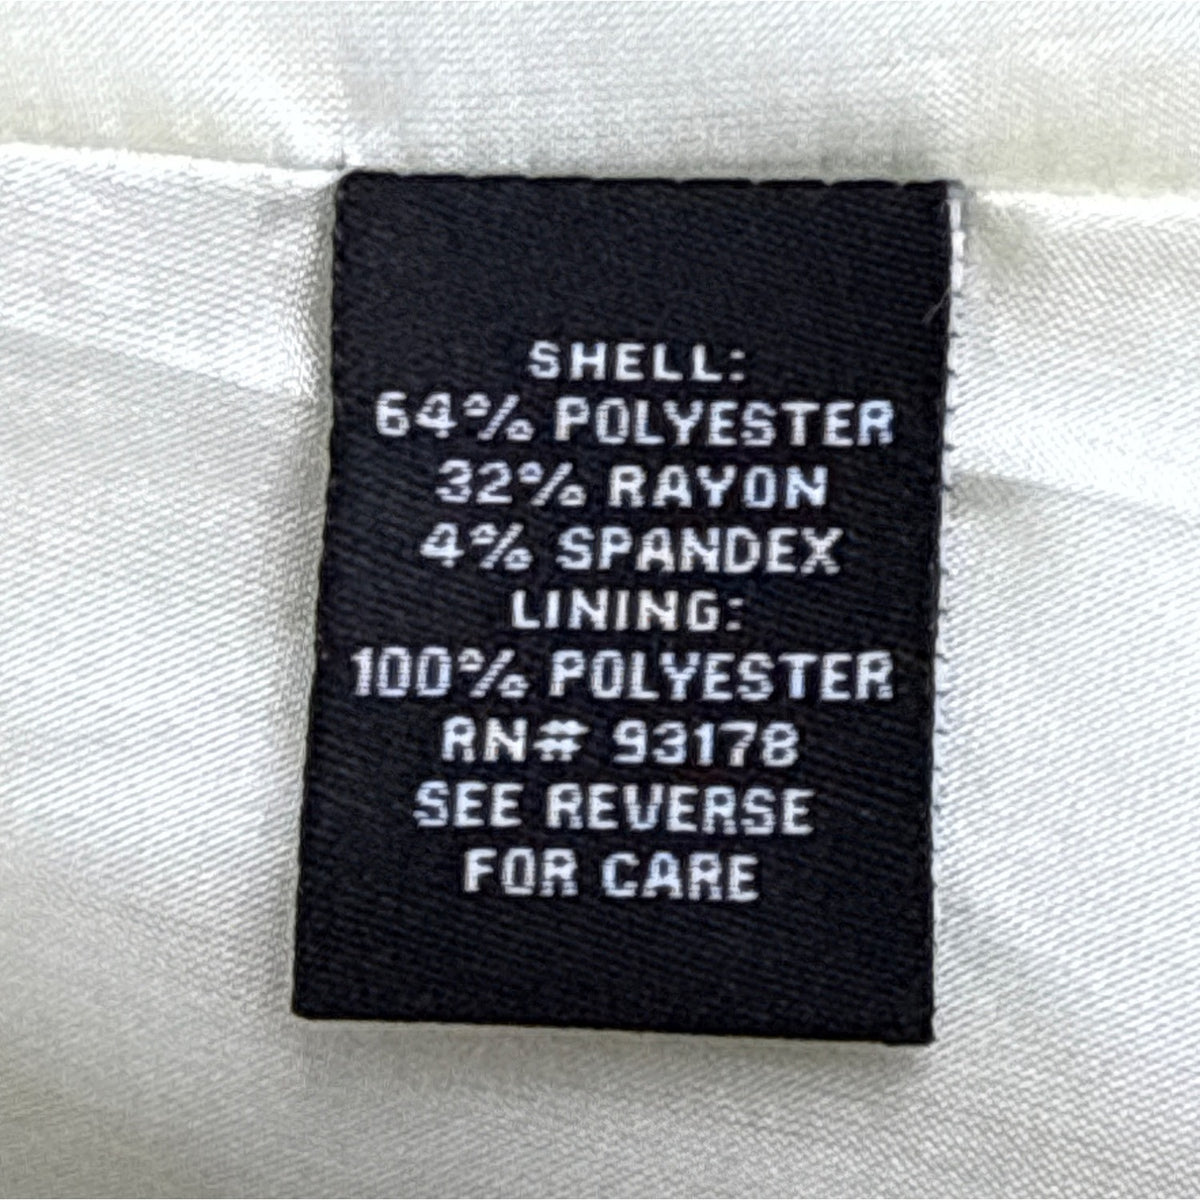 SHELL:
64% POLYESTER
32% RAYON
4% SPANDEX
LINING:
100% POLYESTER
RN# 93178
SEE REVERSE
FOR CARE